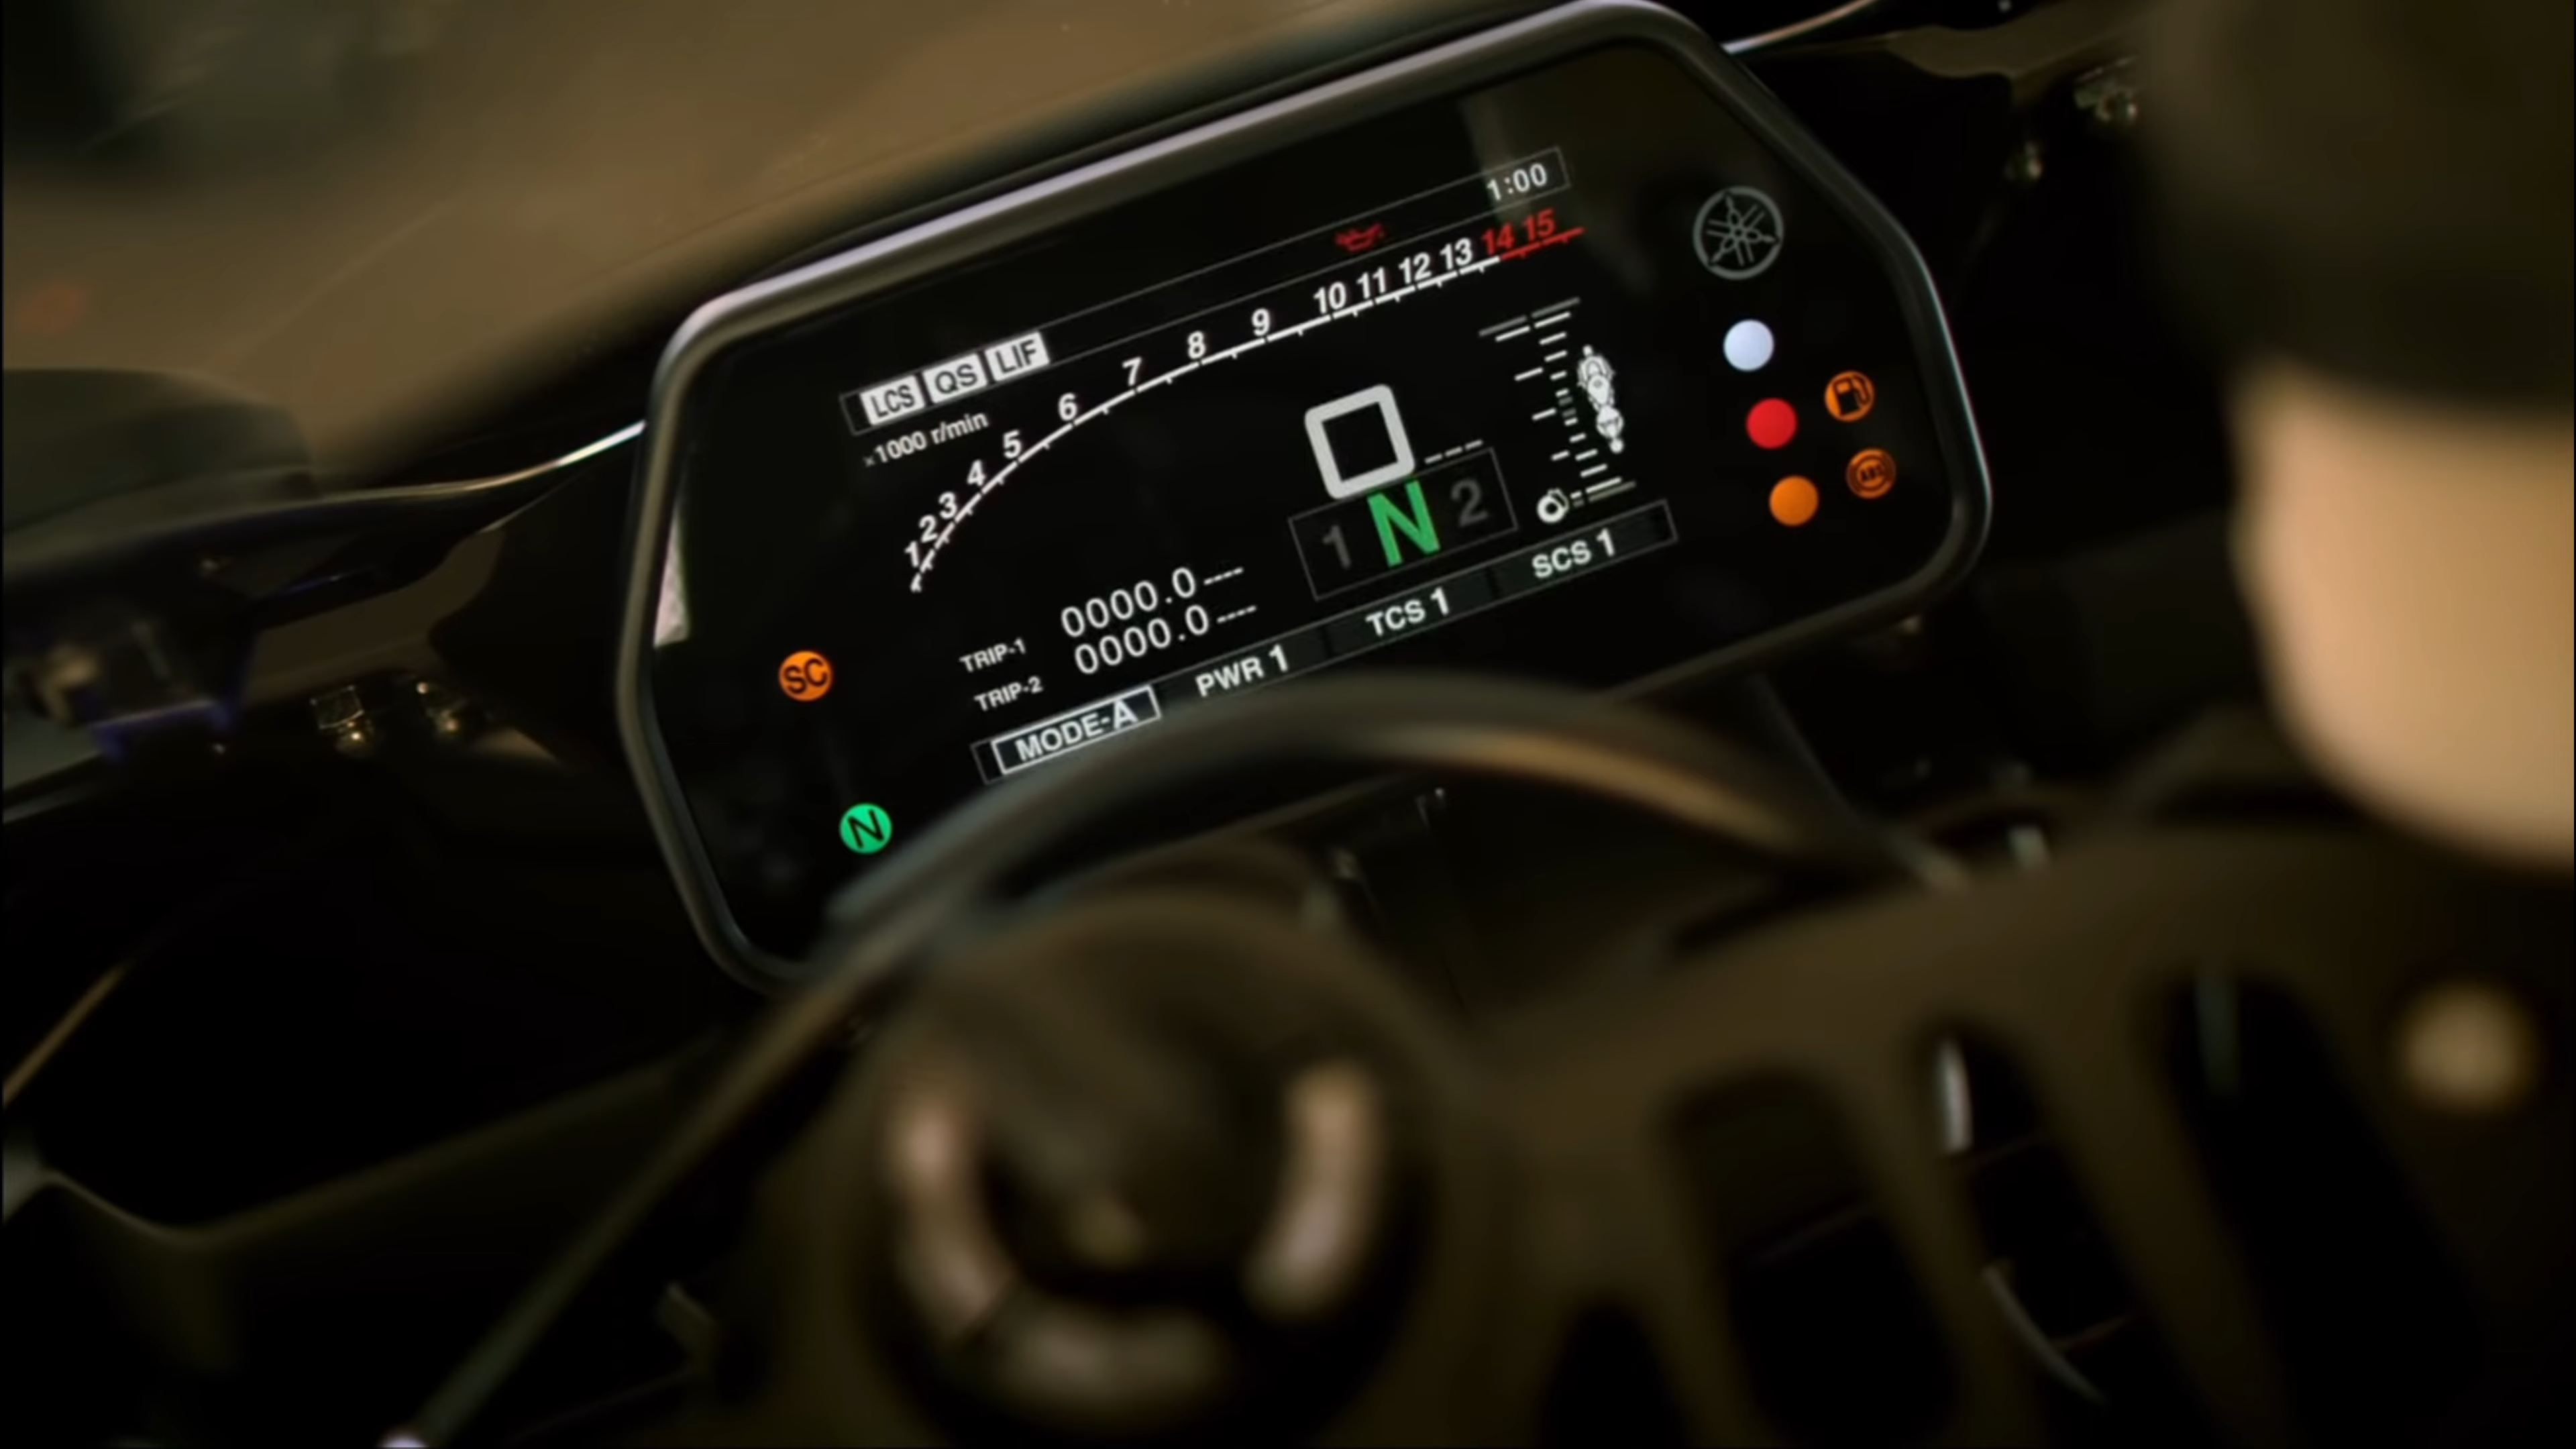 1:00
LCS QS LIF
×1000 r/min
1 2 3 4 5 6 7 8 9 10 11 12 13 14 15
0
---
1 N 2
TRIP-1 0000.0 ----
TRIP-2 0000.0 ----
MODE-A PWR 1 TCS 1 SCS 1
SC
N
ABS